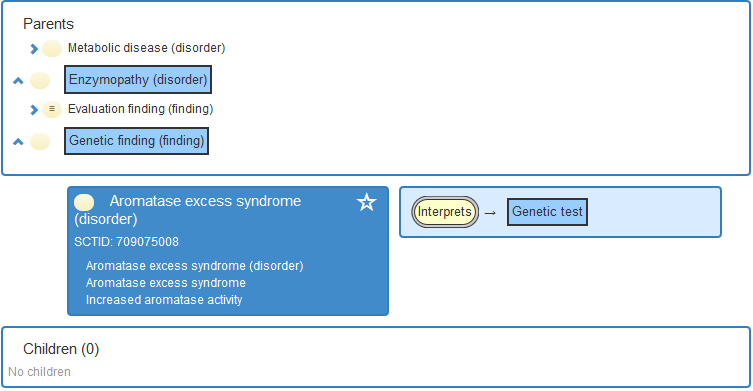 Parents
Metabolic disease (disorder)
Enzymopathy (disorder)
≡ Evaluation finding (finding)
Genetic finding (finding)
Aromatase excess syndrome
(disorder)
SCTID: 709075008
Aromatase excess syndrome (disorder)
Aromatase excess syndrome
Increased aromatase activity
Interprets → Genetic test
Children (0)
No children